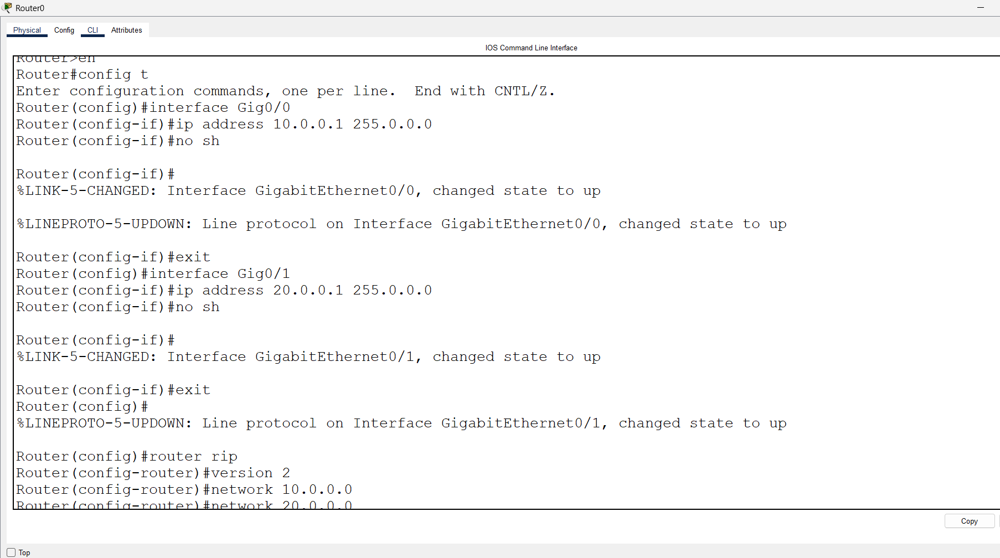 Router0
Physical Config CLI Attributes
IOS Command Line Interface
Router>en
Router#config t
Enter configuration commands, one per line.  End with CNTL/Z.
Router(config)#interface Gig0/0
Router(config-if)#ip address 10.0.0.1 255.0.0.0
Router(config-if)#no sh
Router(config-if)#
%LINK-5-CHANGED: Interface GigabitEthernet0/0, changed state to up
%LINEPROTO-5-UPDOWN: Line protocol on Interface GigabitEthernet0/0, changed state to up
Router(config-if)#exit
Router(config)#interface Gig0/1
Router(config-if)#ip address 20.0.0.1 255.0.0.0
Router(config-if)#no sh
Router(config-if)#
%LINK-5-CHANGED: Interface GigabitEthernet0/1, changed state to up
Router(config-if)#exit
Router(config)#
%LINEPROTO-5-UPDOWN: Line protocol on Interface GigabitEthernet0/1, changed state to up
Router(config)#router rip
Router(config-router)#version 2
Router(config-router)#network 10.0.0.0
Router(config-router)#network 20.0.0.0
Copy
Top